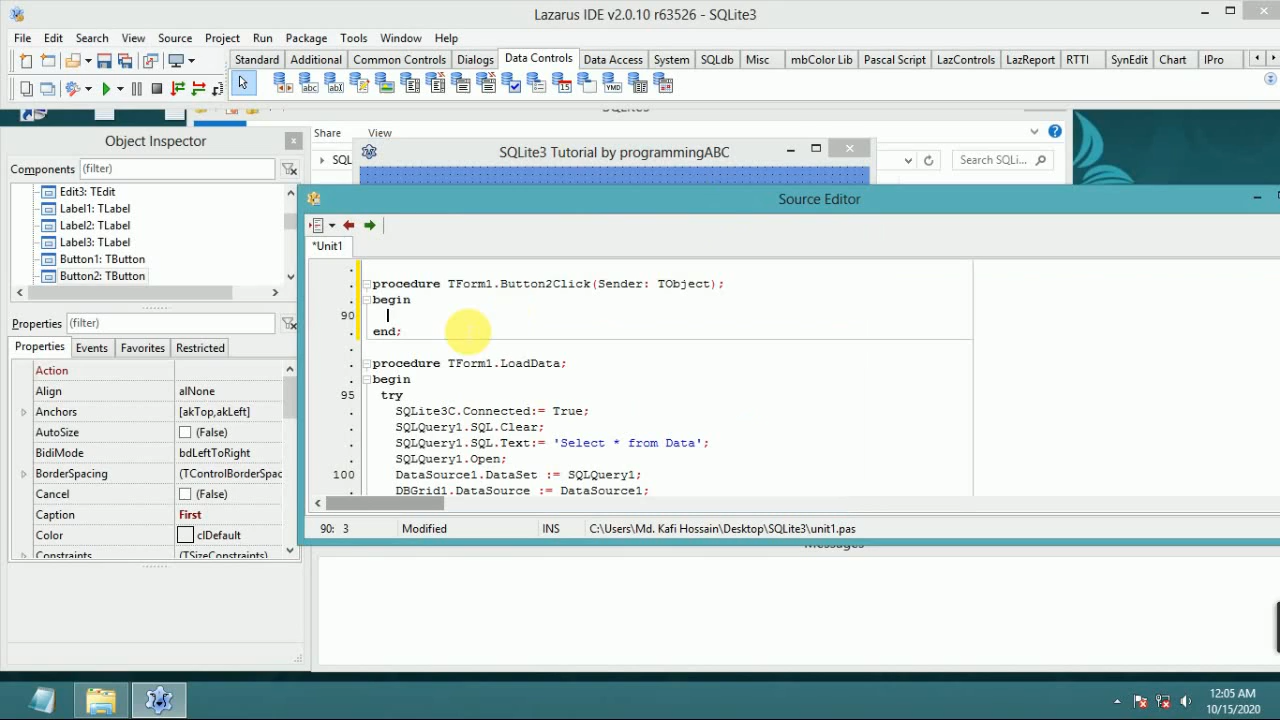 Lazarus IDE v2.0.10 r63526 - SQLite3
File Edit Search View Source Project Run Package Tools Window Help
Standard Additional Common Controls Dialogs Data Controls Data Access System SQLdb Misc mbColor Lib Pascal Script LazControls LazReport RTTI SynEdit Chart IPro
Object Inspector
Components (filter)
Edit3: TEdit
Label1: TLabel
Label2: TLabel
Label3: TLabel
Button1: TButton
Button2: TButton
Properties (filter)
Properties Events Favorites Restricted
Action
Align alNone
Anchors [akTop,akLeft]
AutoSize (False)
BidiMode bdLeftToRight
BorderSpacing (TControlBorderSpac
Cancel (False)
Caption First
Color clDefault
Constraints (TSizeConstraints)
Share View
SQL
Search SQLi...
SQLite3 Tutorial by programmingABC
Source Editor
*Unit1
procedure TForm1.Button2Click(Sender: TObject);
begin
90
end;
procedure TForm1.LoadData;
begin
95 try
SQLite3C.Connected:= True;
SQLQuery1.SQL.Clear;
SQLQuery1.SQL.Text:= 'Select * from Data';
SQLQuery1.Open;
100 DataSource1.DataSet := SQLQuery1;
DBGrid1.DataSource := DataSource1;
90: 3 Modified INS C:\Users\Md. Kafi Hossain\Desktop\SQLite3\unit1.pas
Messages
12:05 AM
10/15/2020